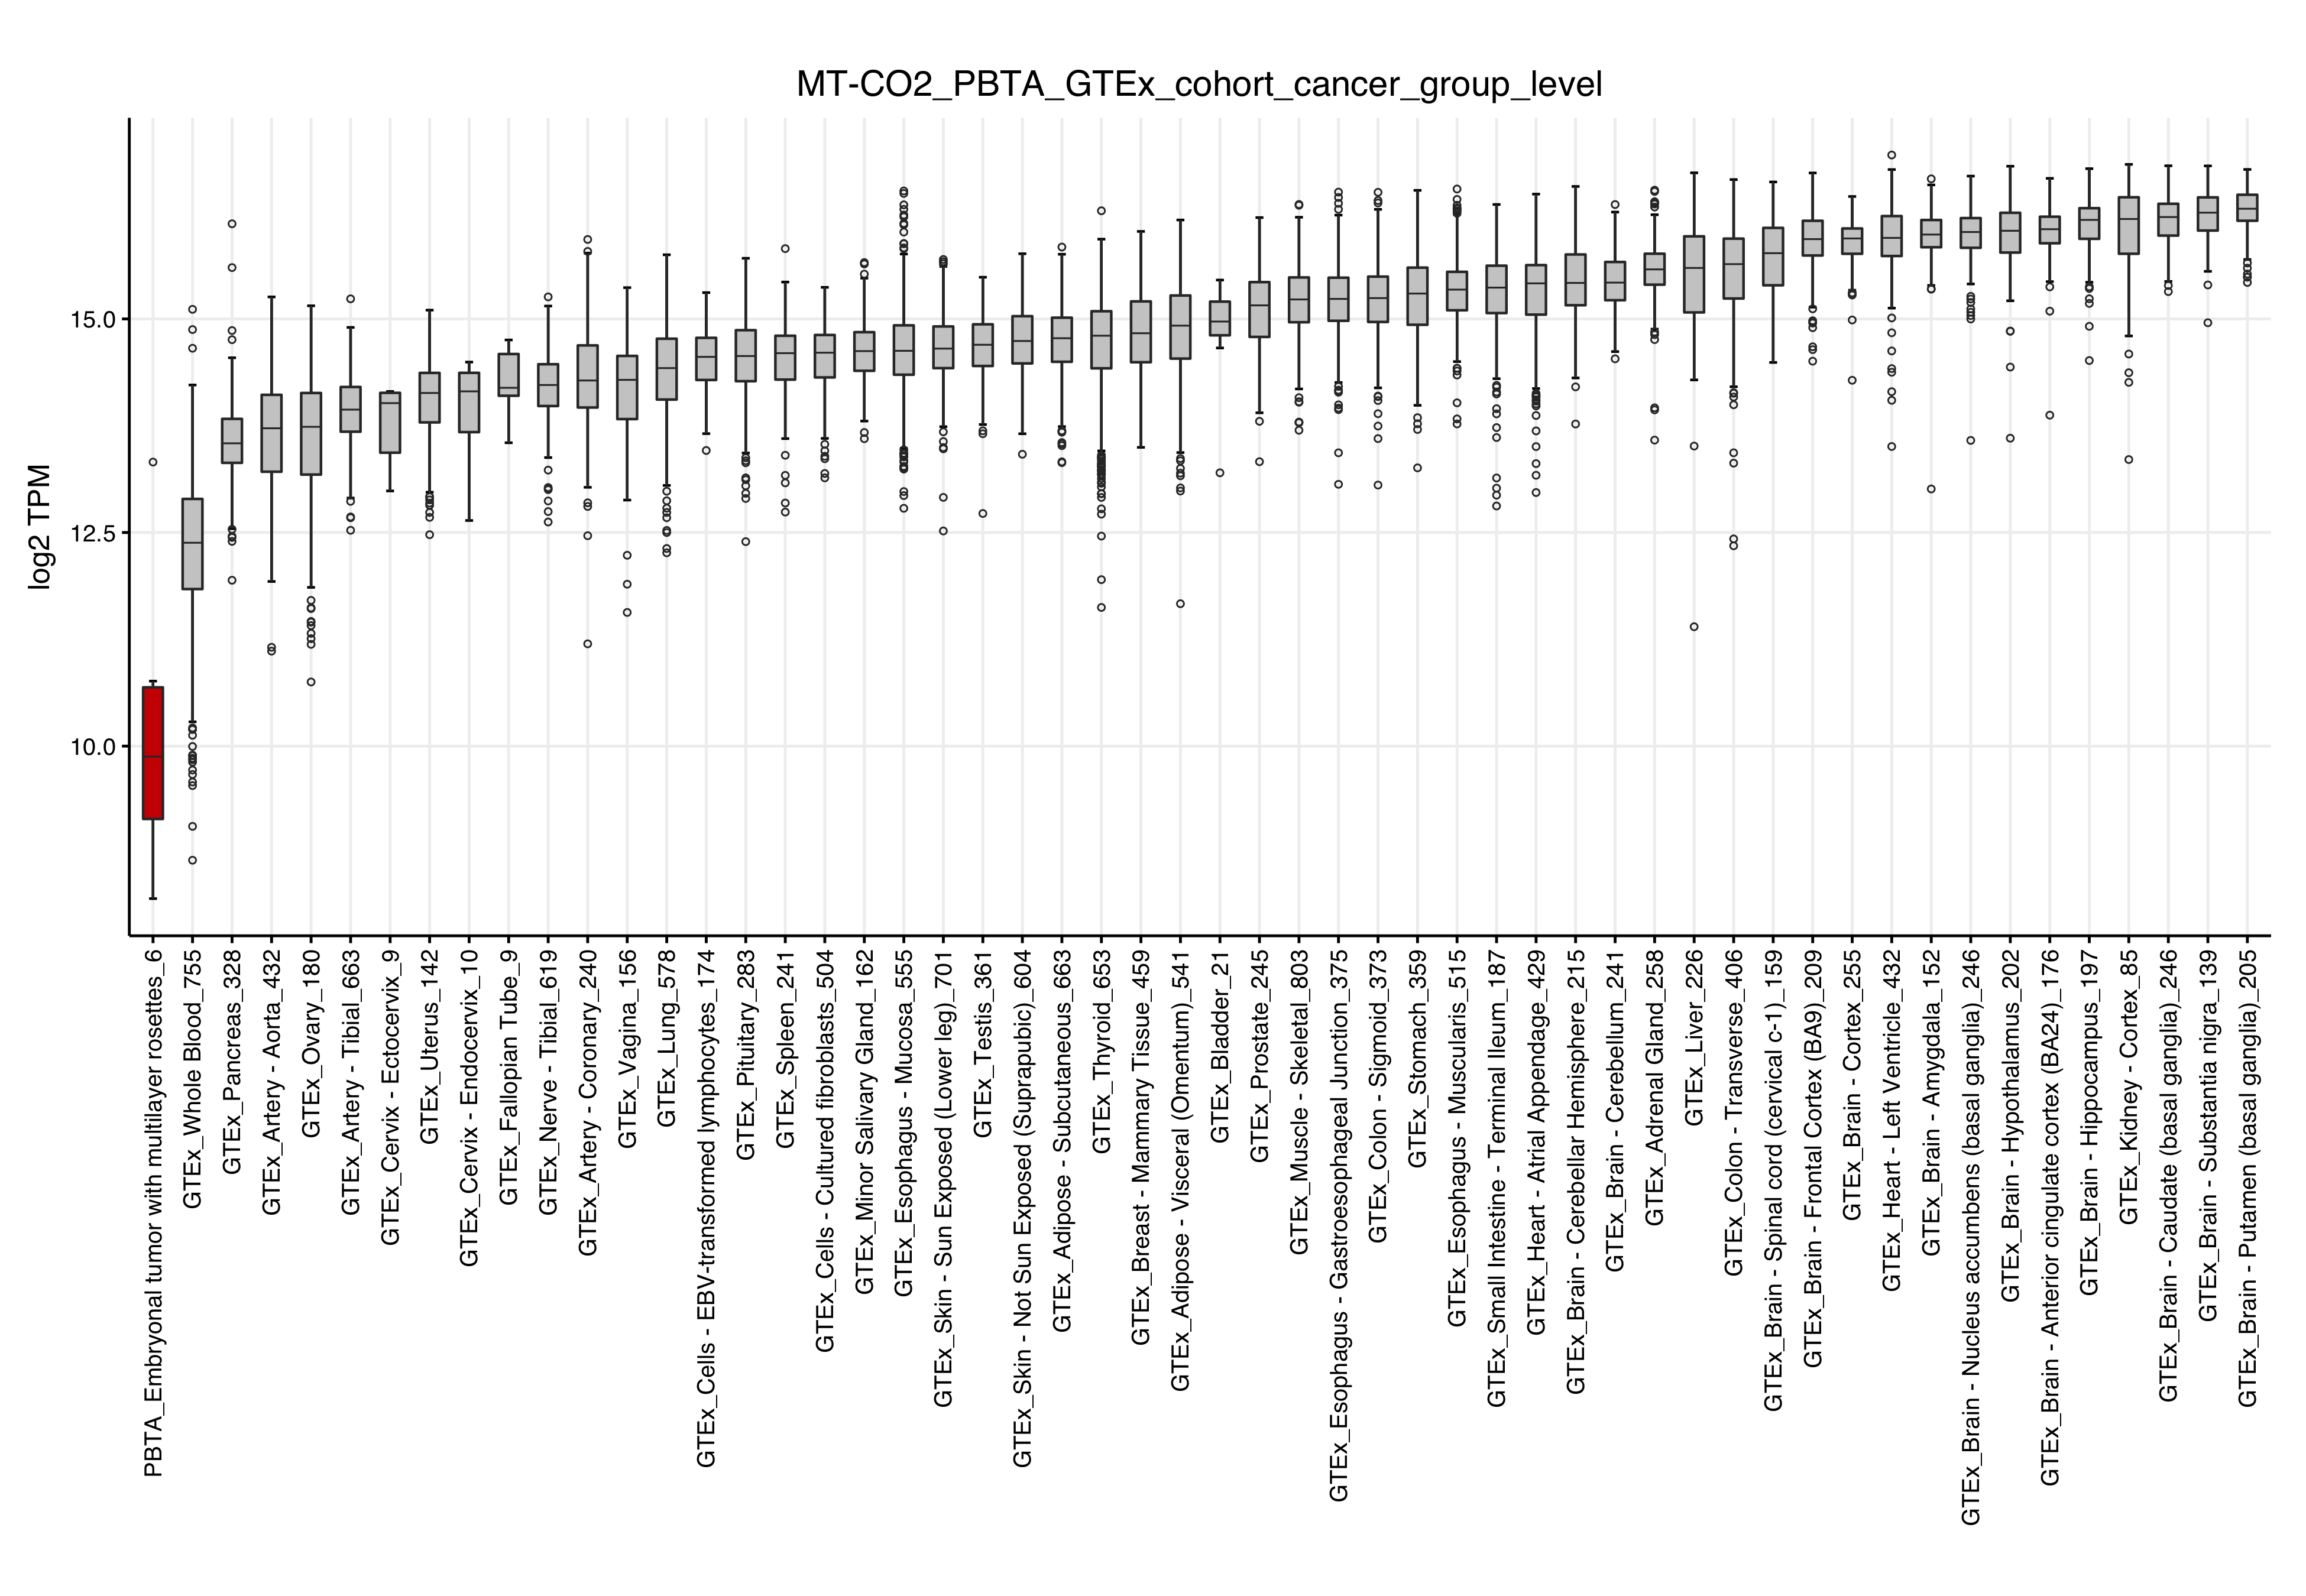 MT-CO2_PBTA_GTEx_cohort_cancer_group_level
log2 TPM
15.0
12.5
10.0
PBTA_Embryonal tumor with multilayer rosettes_6
GTEx_Whole Blood_755
GTEx_Pancreas_328
GTEx_Artery - Aorta_432
GTEx_Ovary_180
GTEx_Artery - Tibial_663
GTEx_Cervix - Ectocervix_9
GTEx_Uterus_142
GTEx_Cervix - Endocervix_10
GTEx_Fallopian Tube_9
GTEx_Nerve - Tibial_619
GTEx_Artery - Coronary_240
GTEx_Vagina_156
GTEx_Lung_578
GTEx_Cells - EBV-transformed lymphocytes_174
GTEx_Pituitary_283
GTEx_Spleen_241
GTEx_Cells - Cultured fibroblasts_504
GTEx_Minor Salivary Gland_162
GTEx_Esophagus - Mucosa_555
GTEx_Skin - Sun Exposed (Lower leg)_701
GTEx_Testis_361
GTEx_Skin - Not Sun Exposed (Suprapubic)_604
GTEx_Adipose - Subcutaneous_663
GTEx_Thyroid_653
GTEx_Breast - Mammary Tissue_459
GTEx_Adipose - Visceral (Omentum)_541
GTEx_Bladder_21
GTEx_Prostate_245
GTEx_Muscle - Skeletal_803
GTEx_Esophagus - Gastroesophageal Junction_375
GTEx_Colon - Sigmoid_373
GTEx_Stomach_359
GTEx_Esophagus - Muscularis_515
GTEx_Small Intestine - Terminal Ileum_187
GTEx_Heart - Atrial Appendage_429
GTEx_Brain - Cerebellar Hemisphere_215
GTEx_Brain - Cerebellum_241
GTEx_Adrenal Gland_258
GTEx_Liver_226
GTEx_Colon - Transverse_406
GTEx_Brain - Spinal cord (cervical c-1)_159
GTEx_Brain - Frontal Cortex (BA9)_209
GTEx_Brain - Cortex_255
GTEx_Heart - Left Ventricle_432
GTEx_Brain - Amygdala_152
GTEx_Brain - Nucleus accumbens (basal ganglia)_246
GTEx_Brain - Hypothalamus_202
GTEx_Brain - Anterior cingulate cortex (BA24)_176
GTEx_Brain - Hippocampus_197
GTEx_Kidney - Cortex_85
GTEx_Brain - Caudate (basal ganglia)_246
GTEx_Brain - Substantia nigra_139
GTEx_Brain - Putamen (basal ganglia)_205